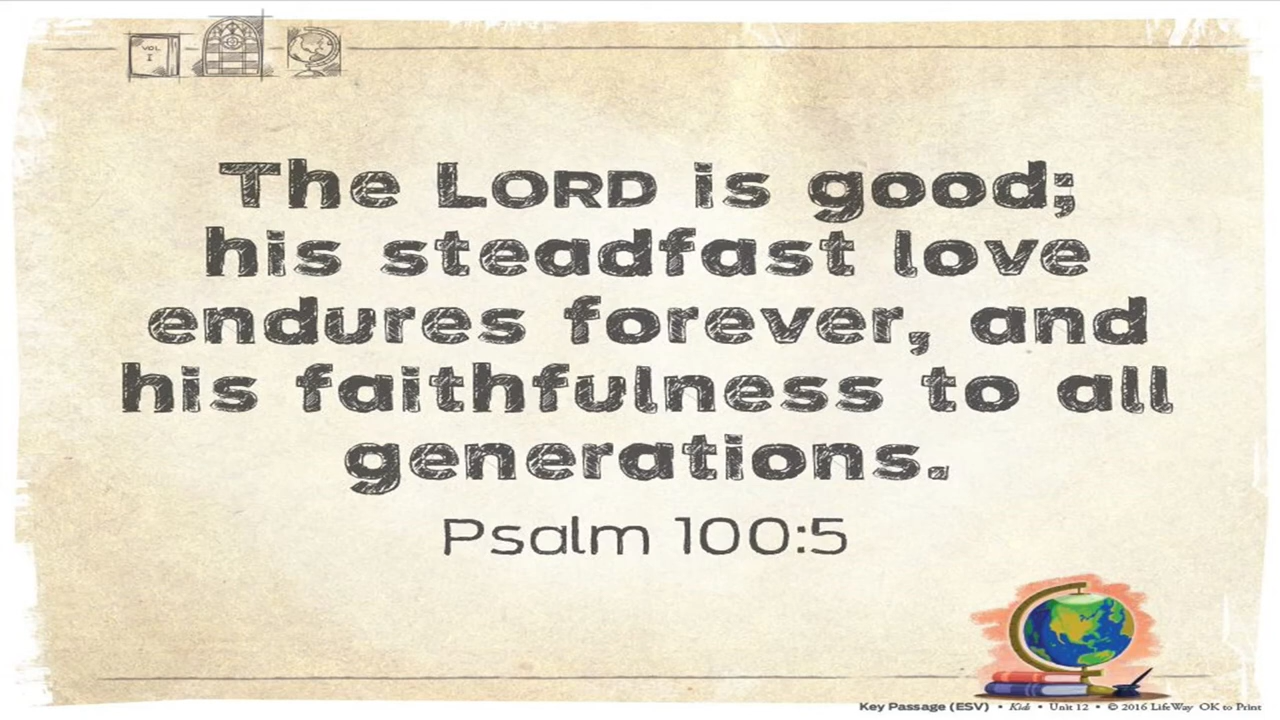 VOL
I
The LORD is good;
his steadfast love
endures forever, and
his faithfulness to all
generations.
Psalm 100:5
Key Passage (ESV) • Kids • Unit 12 • © 2016 LifeWay OK to Print